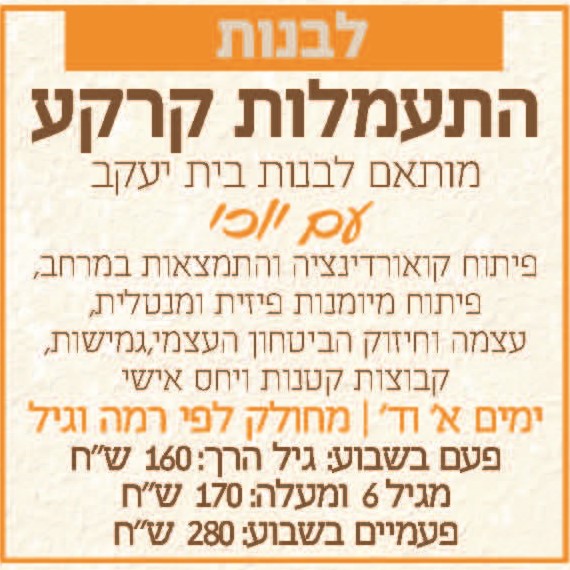 לבנות
התעמלות קרקע
מותאם לבנות בית יעקב
עם יוכי
פיתוח קואורדינציה והתמצאות במרחב,
פיתוח מיומנות פיזית ומנטלית,
עצמה וחיזוק הביטחון העצמי,גמישות,
קבוצות קטנות ויחס אישי
ימים א' וד' | מחולק לפי רמה וגיל
פעם בשבוע: גיל הרך: 160 ש"ח
מגיל 6 ומעלה: 170 ש"ח
פעמיים בשבוע: 280 ש"ח